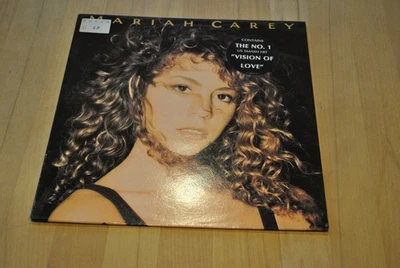 MARIAH CAREY
CONTAINS
THE NO. 1
US SMASH HIT
"VISION OF
LOVE"